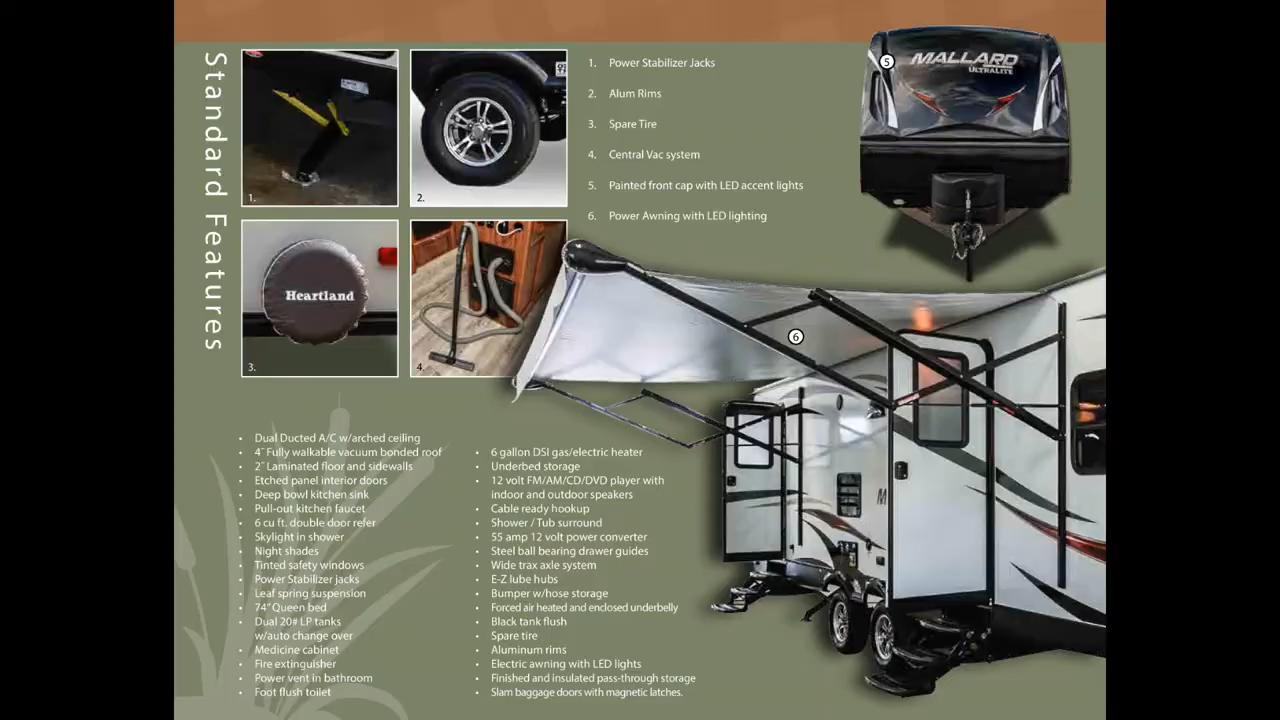 Standard Features
1.
2.
Heartland
3.
4.
1. Power Stabilizer Jacks
2. Alum Rims
3. Spare Tire
4. Central Vac system
5. Painted front cap with LED accent lights
6. Power Awning with LED lighting
5
MALLARD
ULTRALITE
6
• Dual Ducted A/C w/arched ceiling
• 4" Fully walkable vacuum bonded roof
• 2" Laminated floor and sidewalls
• Etched panel interior doors
• Deep bowl kitchen sink
• Pull-out kitchen faucet
• 6 cu ft. double door refer
• Skylight in shower
• Night shades
• Tinted safety windows
• Power Stabilizer jacks
• Leaf spring suspension
• 74" Queen bed
• Dual 20# LP tanks
w/auto change over
• Medicine cabinet
• Fire extinguisher
• Power vent in bathroom
• Foot flush toilet
• 6 gallon DSI gas/electric heater
• Underbed storage
• 12 volt FM/AM/CD/DVD player with
indoor and outdoor speakers
• Cable ready hookup
• Shower / Tub surround
• 55 amp 12 volt power converter
• Steel ball bearing drawer guides
• Wide trax axle system
• E-Z lube hubs
• Bumper w/hose storage
• Forced air heated and enclosed underbelly
• Black tank flush
• Spare tire
• Aluminum rims
• Electric awning with LED lights
• Finished and insulated pass-through storage
• Slam baggage doors with magnetic latches.